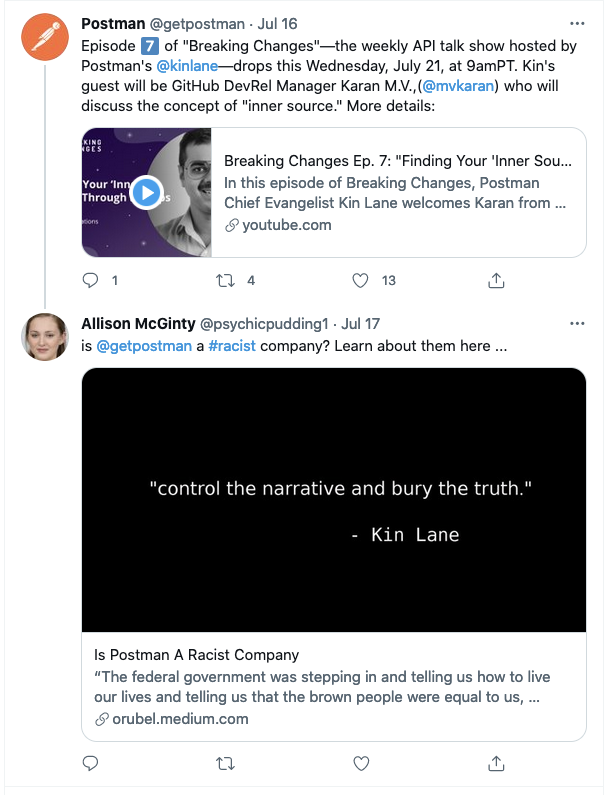 Postman @getpostman · Jul 16
Episode 7 of "Breaking Changes"—the weekly API talk show hosted by
Postman's @kinlane—drops this Wednesday, July 21, at 9amPT. Kin's
guest will be GitHub DevRel Manager Karan M.V.,(@mvkaran) who will
discuss the concept of "inner source." More details:
Your 'Inn
Through
Breaking Changes Ep. 7: "Finding Your 'Inner Sou...
In this episode of Breaking Changes, Postman
Chief Evangelist Kin Lane welcomes Karan from ...
youtube.com
1 4 13
Allison McGinty @psychicpudding1 · Jul 17
is @getpostman a #racist company? Learn about them here ...
"control the narrative and bury the truth."
- Kin Lane
Is Postman A Racist Company
“The federal government was stepping in and telling us how to live
our lives and telling us that the brown people were equal to us, ...
orubel.medium.com